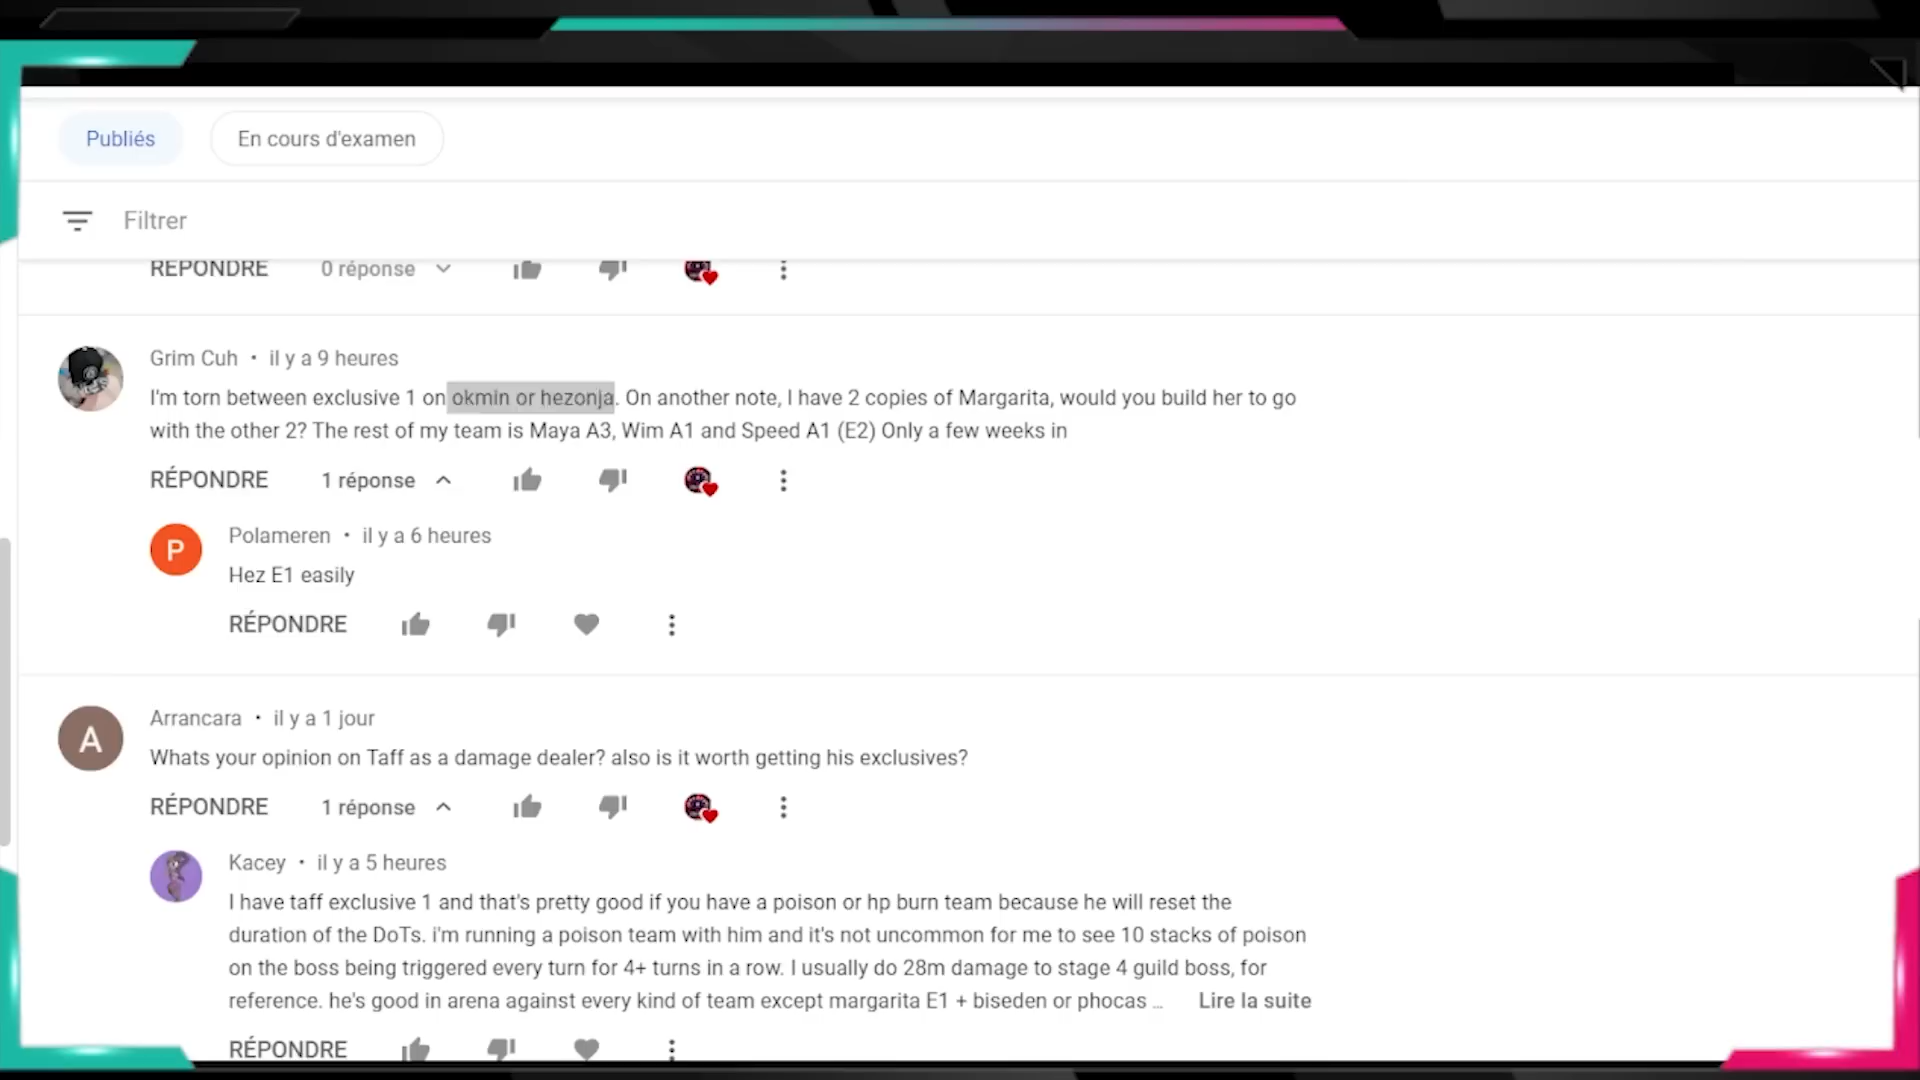 Publiés
En cours d'examen
Filtrer
RÉPONDRE 0 réponse
Grim Cuh • il y a 9 heures
I'm torn between exclusive 1 on okmin or hezonja. On another note, I have 2 copies of Margarita, would you build her to go
with the other 2? The rest of my team is Maya A3, Wim A1 and Speed A1 (E2) Only a few weeks in
RÉPONDRE 1 réponse
P
Polameren • il y a 6 heures
Hez E1 easily
RÉPONDRE
A
Arrancara • il y a 1 jour
Whats your opinion on Taff as a damage dealer? also is it worth getting his exclusives?
RÉPONDRE 1 réponse
Kacey • il y a 5 heures
I have taff exclusive 1 and that's pretty good if you have a poison or hp burn team because he will reset the
duration of the DoTs. i'm running a poison team with him and it's not uncommon for me to see 10 stacks of poison
on the boss being triggered every turn for 4+ turns in a row. I usually do 28m damage to stage 4 guild boss, for
reference. he's good in arena against every kind of team except margarita E1 + biseden or phocas ... Lire la suite
RÉPONDRE